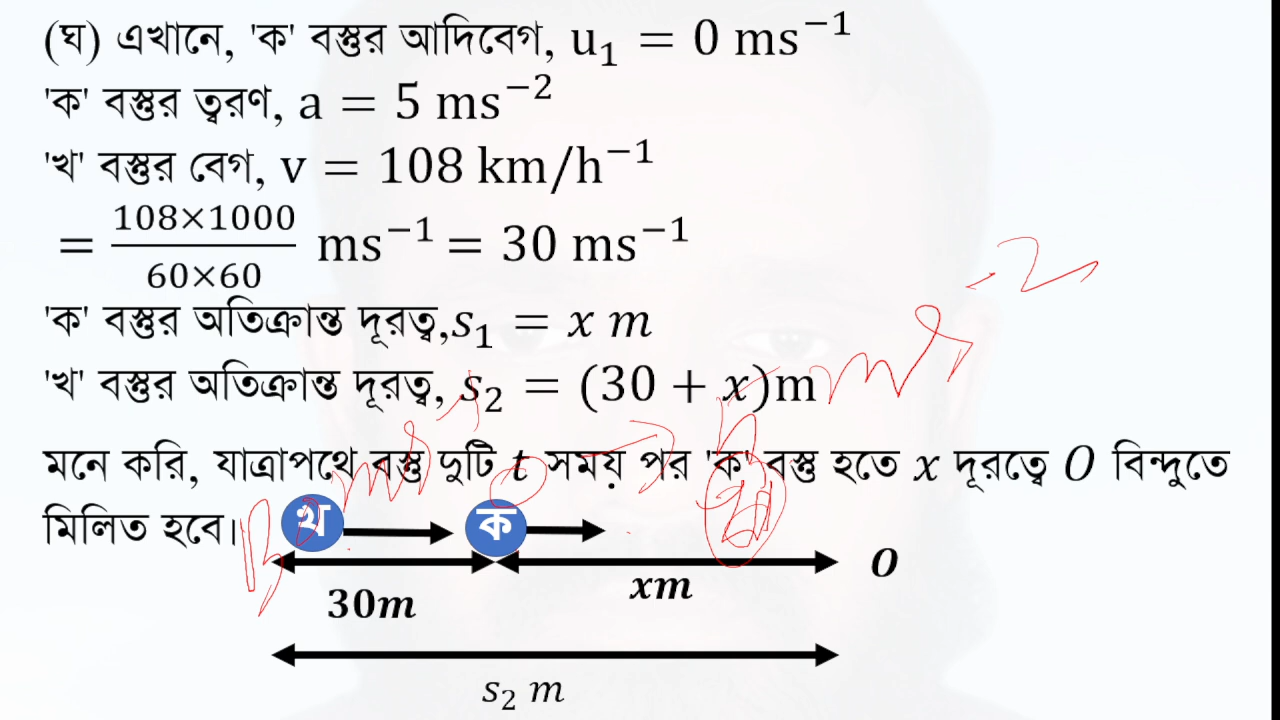 (ঘ) এখানে, 'ক' বস্তুর আদিবেগ, u₁ = 0 ms⁻¹
'ক' বস্তুর ত্বরণ, a = 5 ms⁻²
'খ' বস্তুর বেগ, v = 108 km/h⁻¹
= 108×1000/60×60 ms⁻¹ = 30 ms⁻¹
'ক' বস্তুর অতিক্রান্ত দূরত্ব,s₁ = x m
'খ' বস্তুর অতিক্রান্ত দূরত্ব, s₂ = (30 + x)m
মনে করি, যাত্রাপথে বস্তু দুটি t সময় পর 'ক' বস্তু হতে x দূরত্বে O বিন্দুতে
মিলিত হবে।
খ ক
O
30m xm
s₂ m